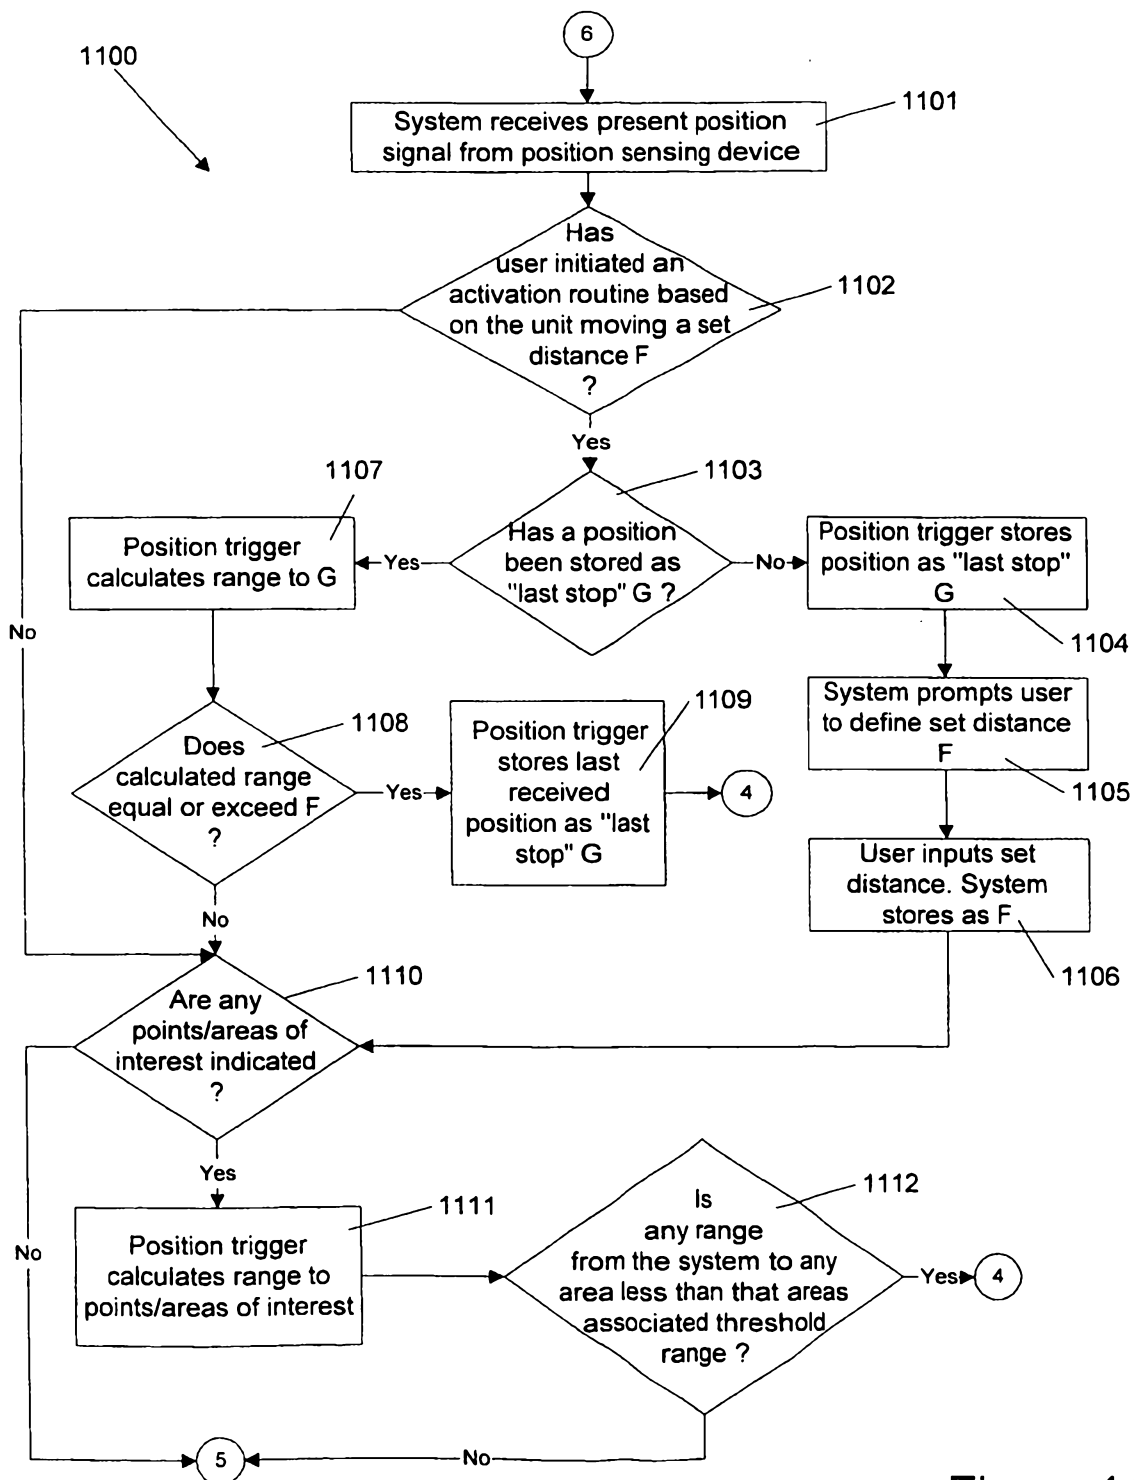 6
1100
1101
System receives present position
signal from position sensing device
Has
user initiated an
activation routine based
on the unit moving a set
distance F
?
1102
Yes
1103
1107
Has a position
been stored as
"last stop" G ?
Yes
No
Position trigger
calculates range to G
Position trigger stores
position as "last stop"
G
1104
No
System prompts user
to define set distance
F
1105
1108
Does
calculated range
equal or exceed F
?
Yes
1109
Position trigger
stores last
received
position as "last
stop" G
4
User inputs set
distance. System
stores as F
1106
No
1110
Are any
points/areas of
interest indicated
?
Yes
No
1111
Position trigger
calculates range to
points/areas of interest
1112
Is
any range
from the system to any
area less than that areas
associated threshold
range ?
Yes
4
No
5